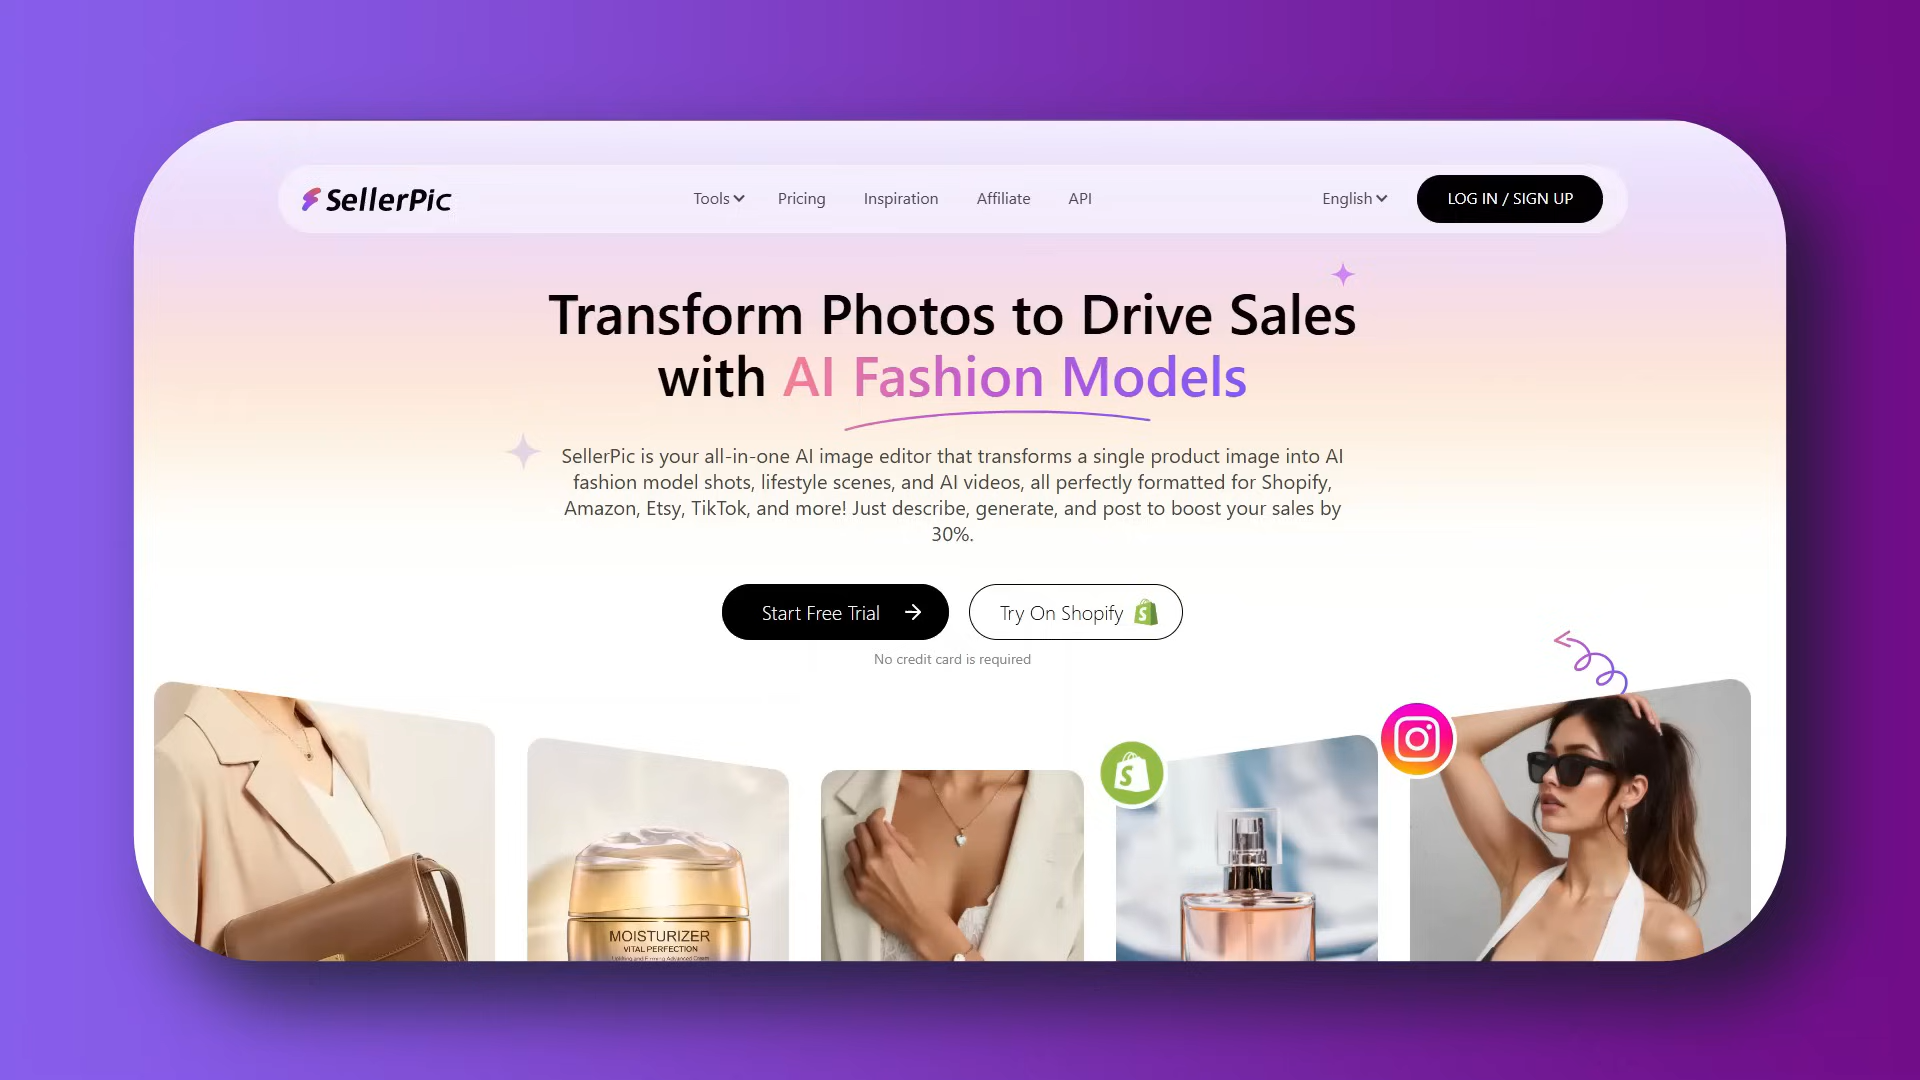 SellerPic
Tools
Pricing
Inspiration
Affiliate
API
English
LOG IN / SIGN UP
Transform Photos to Drive Sales
with AI Fashion Models
SellerPic is your all-in-one AI image editor that transforms a single product image into AI
fashion model shots, lifestyle scenes, and AI videos, all perfectly formatted for Shopify,
Amazon, Etsy, TikTok, and more! Just describe, generate, and post to boost your sales by
30%.
Start Free Trial
Try On Shopify
No credit card is required
MOISTURIZER
VITAL PERFECTION